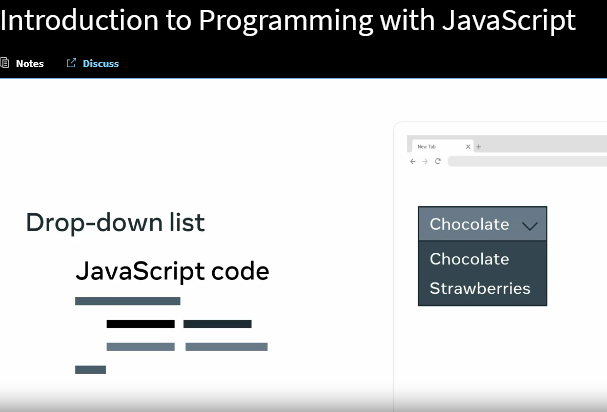 Introduction to Programming with JavaScript
Notes
Discuss
New Tab
Drop-down list
JavaScript code
Chocolate
Chocolate
Strawberries